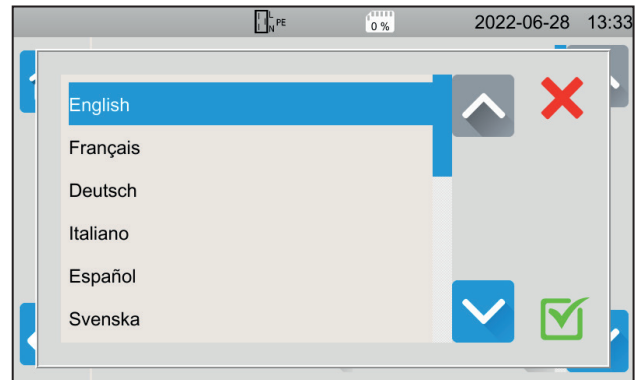 L N PE 0 % 2022-06-28 13:33
English
Français
Deutsch
Italiano
Español
Svenska